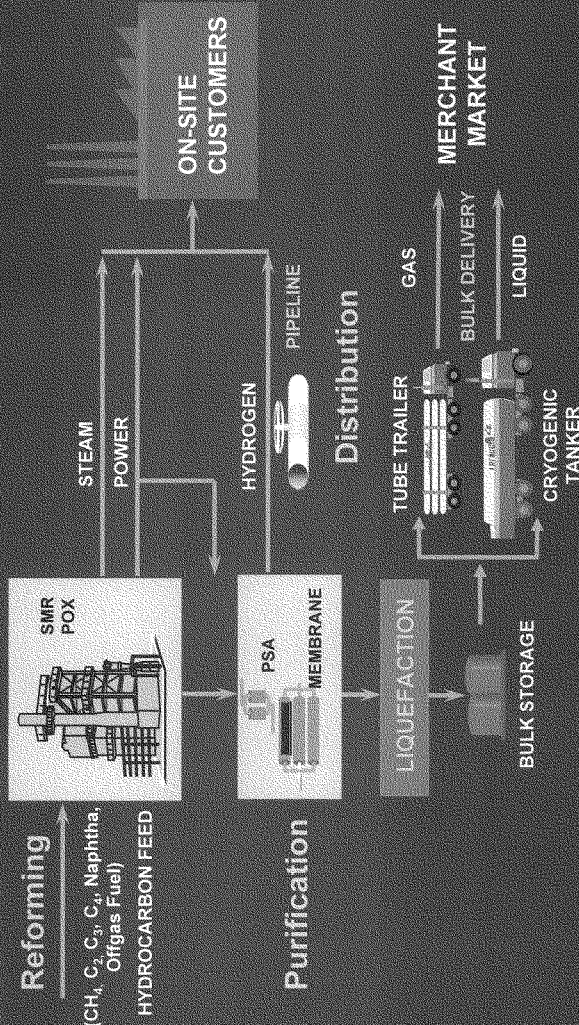 Reforming
(CH4, C2, C3, C4, Naphtha,
Offgas Fuel)
HYDROCARBON FEED
SMR
POX
STEAM
POWER
ON-SITE
CUSTOMERS
Purification
PSA
MEMBRANE
HYDROGEN
PIPELINE
Distribution
LIQUEFACTION
BULK STORAGE
TUBE TRAILER
CRYOGENIC
TANKER
GAS
BULK DELIVERY
LIQUID
MERCHANT
MARKET